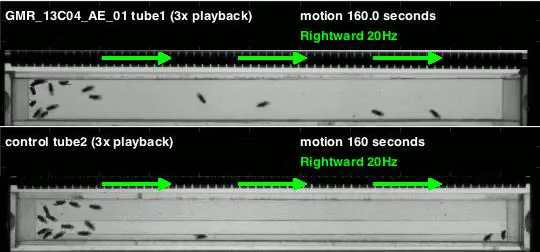 GMR_13C04_AE_01 tube1 (3x playback)
motion 160.0 seconds
Rightward 20Hz
control tube2 (3x playback)
motion 160 seconds
Rightward 20Hz